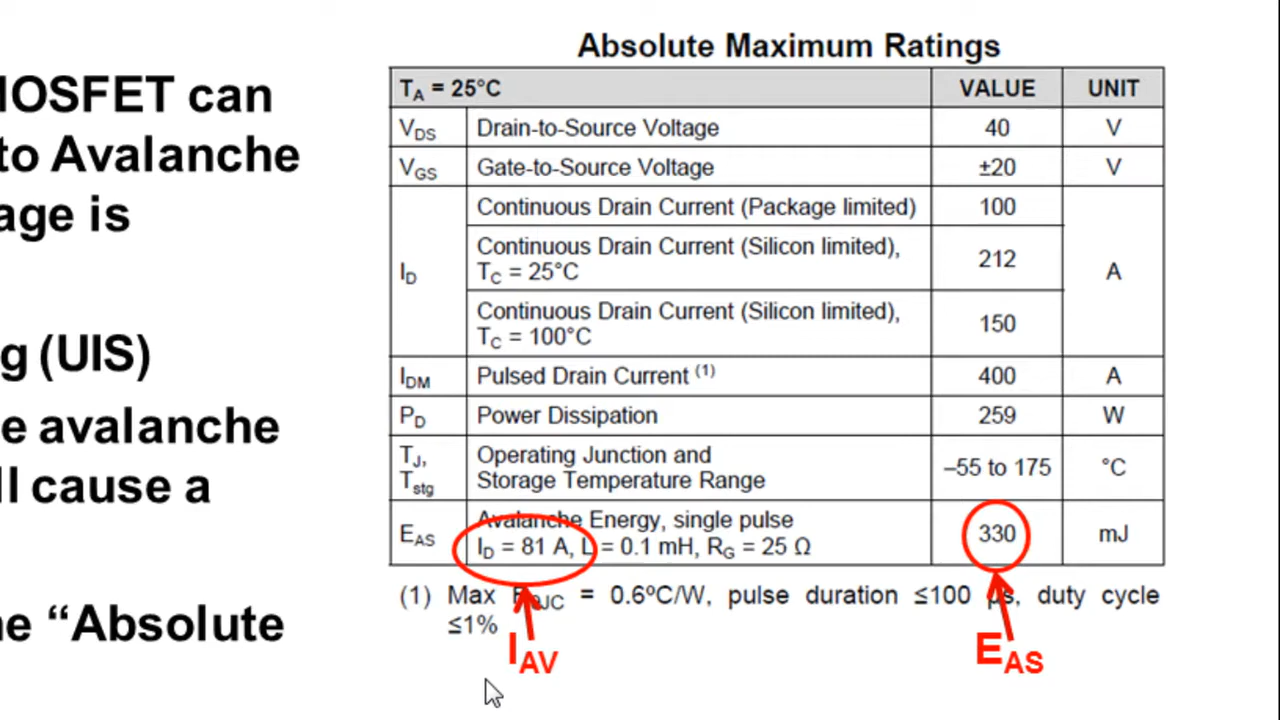 IOSFET can
to Avalanche
age is
g (UIS)
e avalanche
ll cause a
ne “Absolute
Absolute Maximum Ratings
TA = 25°C VALUE UNIT
VDS Drain-to-Source Voltage 40 V
VGS Gate-to-Source Voltage ±20 V
ID Continuous Drain Current (Package limited) 100 A
Continuous Drain Current (Silicon limited),
TC = 25°C 212
Continuous Drain Current (Silicon limited),
TC = 100°C 150
IDM Pulsed Drain Current (1) 400 A
PD Power Dissipation 259 W
TJ, Operating Junction and
Tstg Storage Temperature Range –55 to 175 °C
EAS Avalanche Energy, single pulse
ID = 81 A, L = 0.1 mH, RG = 25 Ω 330 mJ
(1) Max RθJC = 0.6ºC/W, pulse duration ≤100 μs, duty cycle
≤1%
IAV
EAS